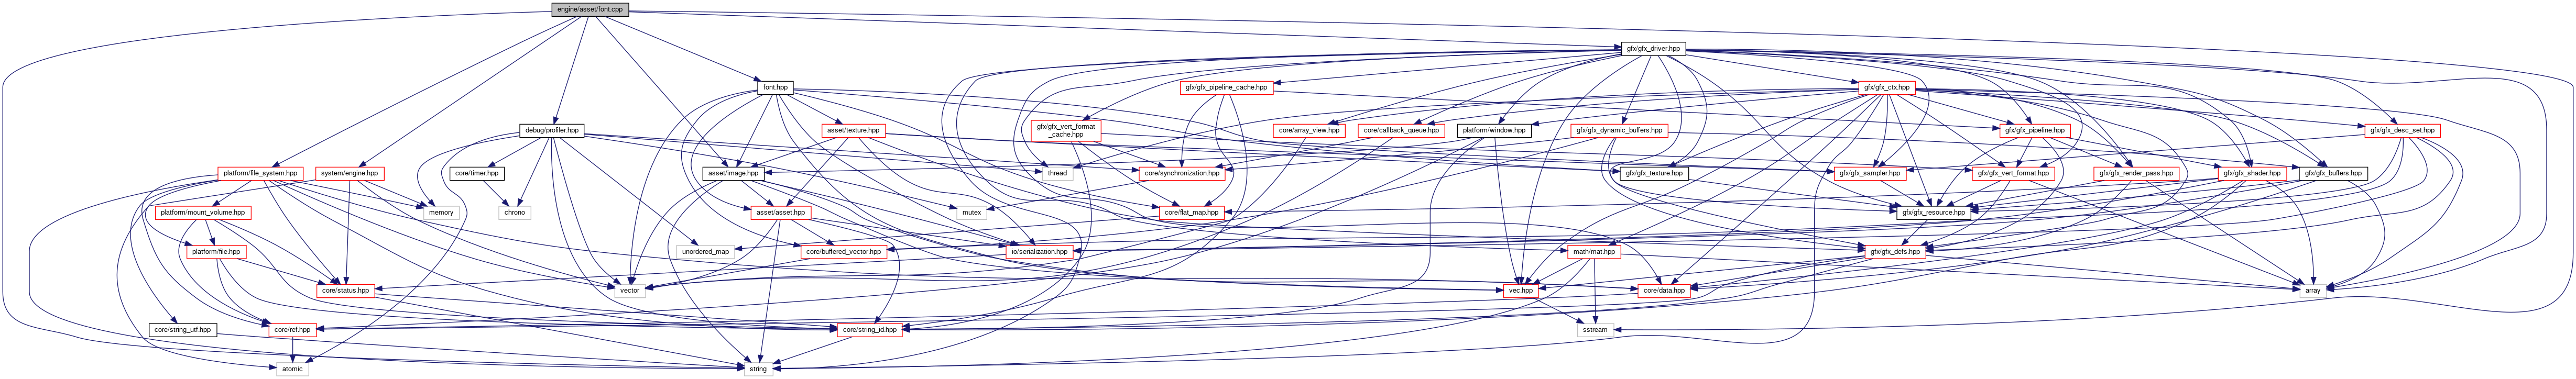 engine/asset/font.cpp
gfx/gfx_driver.hpp
font.hpp
gfx/gfx_pipeline_cache.hpp
gfx/gfx_ctx.hpp
debug/profiler.hpp
asset/texture.hpp
gfx/gfx_vert_format
_cache.hpp
core/array_view.hpp
core/callback_queue.hpp
platform/window.hpp
gfx/gfx_dynamic_buffers.hpp
gfx/gfx_pipeline.hpp
gfx/gfx_desc_set.hpp
platform/file_system.hpp
system/engine.hpp
core/timer.hpp
asset/image.hpp
thread
core/synchronization.hpp
gfx/gfx_texture.hpp
gfx/gfx_sampler.hpp
gfx/gfx_vert_format.hpp
gfx/gfx_render_pass.hpp
gfx/gfx_shader.hpp
gfx/gfx_buffers.hpp
platform/mount_volume.hpp
memory
chrono
asset/asset.hpp
mutex
core/flat_map.hpp
gfx/gfx_resource.hpp
platform/file.hpp
unordered_map
core/buffered_vector.hpp
io/serialization.hpp
math/mat.hpp
gfx/gfx_defs.hpp
core/status.hpp
vector
vec.hpp
core/data.hpp
array
core/string_utf.hpp
core/ref.hpp
core/string_id.hpp
sstream
atomic
string